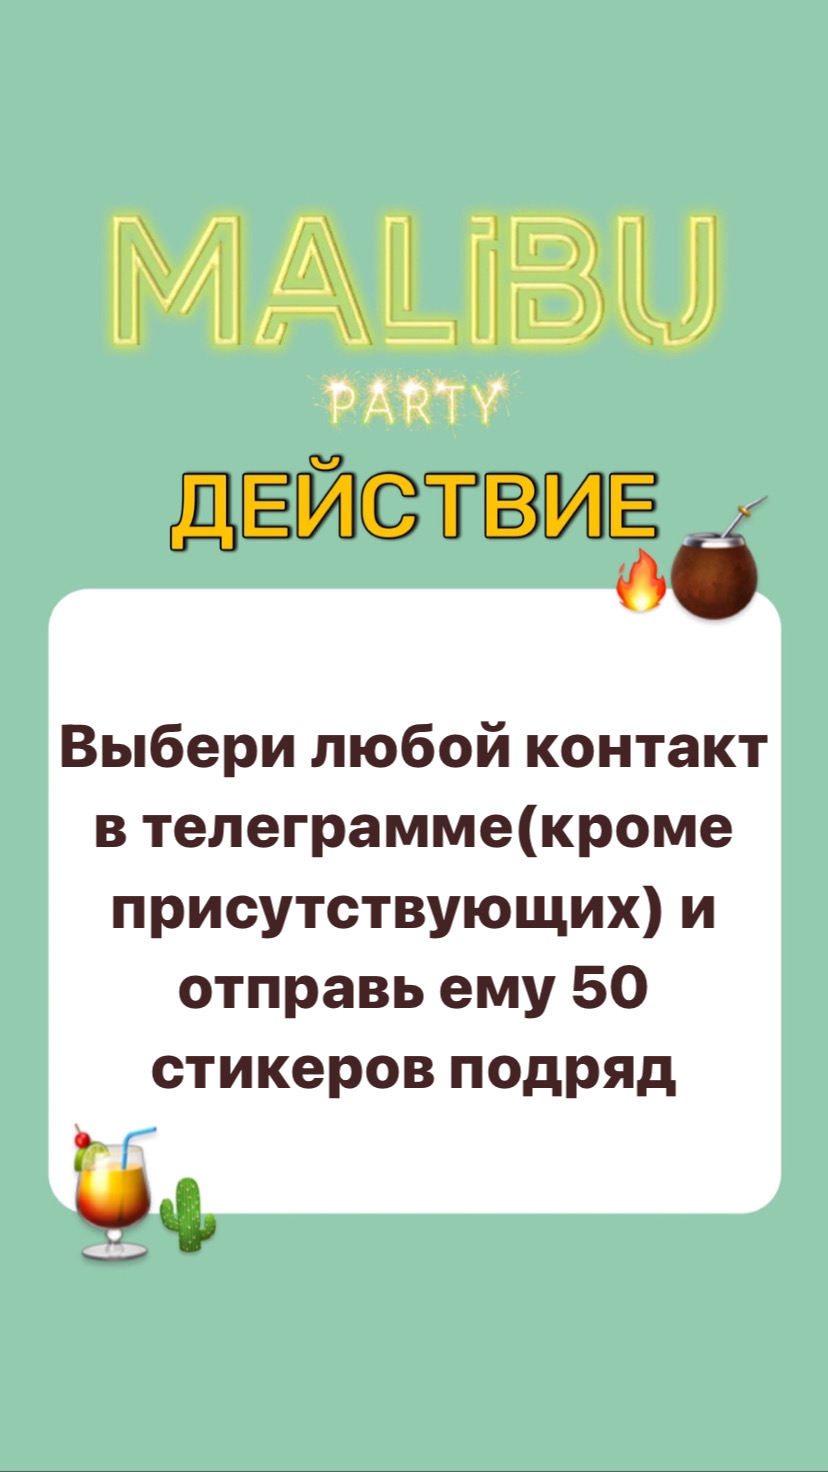 MALiBU
PARTY
ДЕЙСТВИЕ
Выбери любой контакт
в телеграмме(кроме
присутствующих) и
отправь ему 50
стикеров подряд